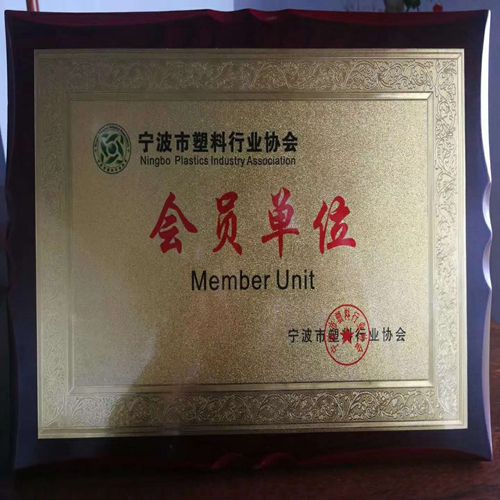 宁波市塑料行业协会
Ningbo Plastics Industry Association
会员单位
Member Unit
宁波市塑料行业协会